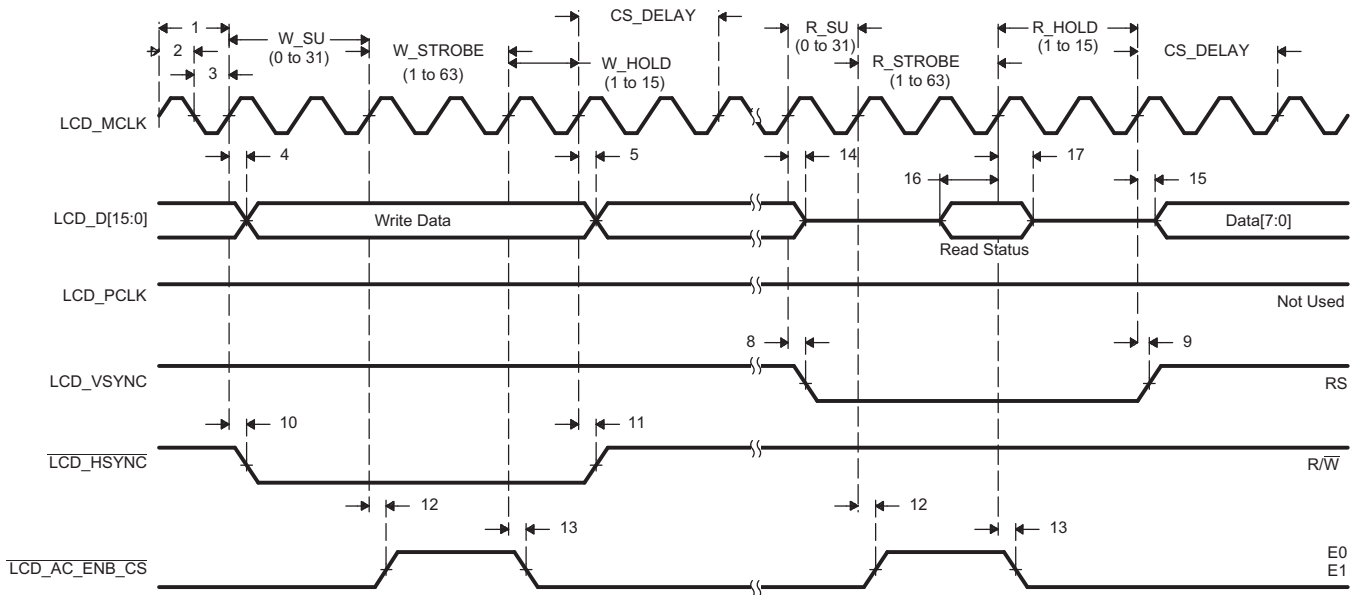 CS_DELAY
1
R_SU
(0 to 31)
R_HOLD
(1 to 15)
W_SU
(0 to 31)
2
W_STROBE
(1 to 63)
CS_DELAY
R_STROBE
(1 to 63)
W_HOLD
(1 to 15)
3
LCD_MCLK
4
5
14
17
16
15
LCD_D[15:0]
Write Data
Data[7:0]
Read Status
LCD_PCLK
Not Used
8
9
LCD_VSYNC
RS
10
11
LCD_HSYNC
R/W
12
13
12
13
E0
LCD_AC_ENB_CS
E1